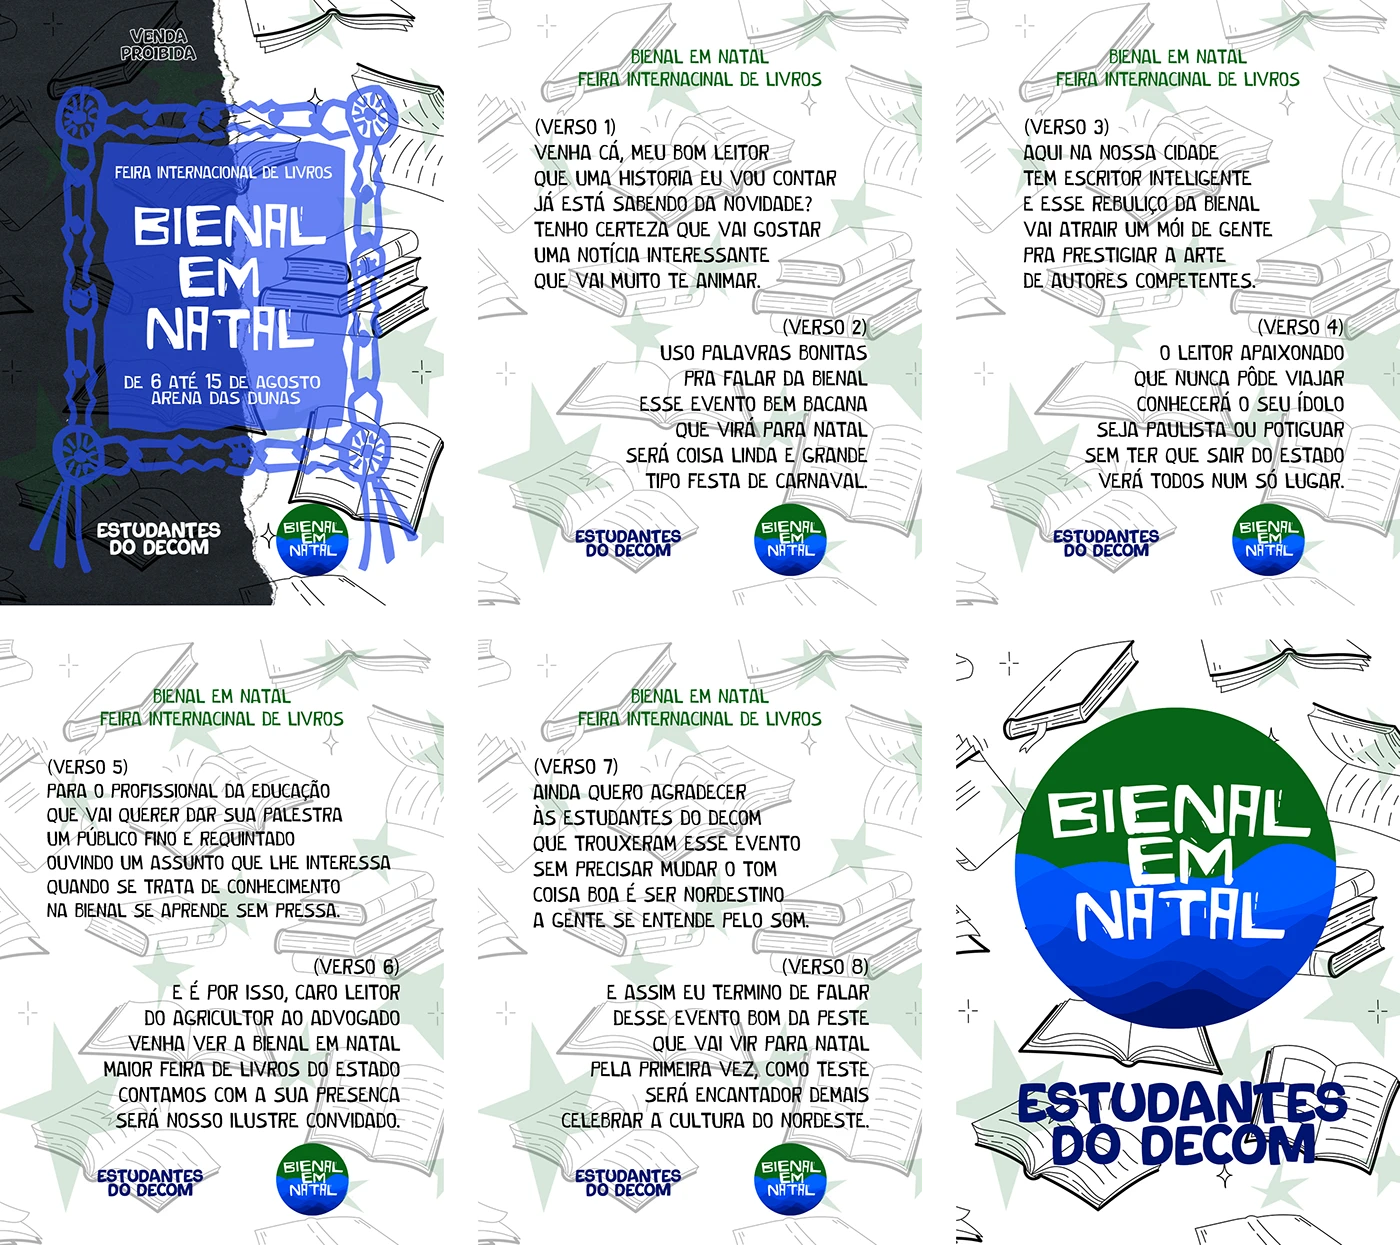 VENDA
PROIBIDA
FEIRA INTERNACIONAL DE LIVROS
BIENAL
EM
NATAL
DE 6 ATÉ 15 DE AGOSTO
ARENA DAS DUNAS
ESTUDANTES
DO DECOM
BIENAL
EM
NATAL
BIENAL EM NATAL
FEIRA INTERNACINAL DE LIVROS
(VERSO 1)
VENHA CÁ, MEU BOM LEITOR
QUE UMA HISTORIA EU VOU CONTAR
JÁ ESTÁ SABENDO DA NOVIDADE?
TENHO CERTEZA QUE VAI GOSTAR
UMA NOTÍCIA INTERESSANTE
QUE VAI MUITO TE ANIMAR.
(VERSO 2)
USO PALAVRAS BONITAS
PRA FALAR DA BIENAL
ESSE EVENTO BEM BACANA
QUE VIRÁ PARA NATAL
SERÁ COISA LINDA E GRANDE
TIPO FESTA DE CARNAVAL.
ESTUDANTES
DO DECOM
BIENAL
EM
NATAL
BIENAL EM NATAL
FEIRA INTERNACINAL DE LIVROS
(VERSO 3)
AQUI NA NOSSA CIDADE
TEM ESCRITOR INTELIGENTE
E ESSE REBULIÇO DA BIENAL
VAI ATRAIR UM MÓI DE GENTE
PRA PRESTIGIAR A ARTE
DE AUTORES COMPETENTES.
(VERSO 4)
O LEITOR APAIXONADO
QUE NUNCA PÔDE VIAJAR
CONHECERÁ O SEU ÍDOLO
SEJA PAULISTA OU POTIGUAR
SEM TER QUE SAIR DO ESTADO
VERÁ TODOS NUM SÓ LUGAR.
ESTUDANTES
DO DECOM
BIENAL
EM
NATAL
BIENAL EM NATAL
FEIRA INTERNACINAL DE LIVROS
(VERSO 5)
PARA O PROFISSIONAL DA EDUCAÇÃO
QUE VAI QUERER DAR SUA PALESTRA
UM PÚBLICO FINO E REQUINTADO
OUVINDO UM ASSUNTO QUE LHE INTERESSA
QUANDO SE TRATA DE CONHECIMENTO
NA BIENAL SE APRENDE SEM PRESSA.
(VERSO 6)
E É POR ISSO, CARO LEITOR
DO AGRICULTOR AO ADVOGADO
VENHA VER A BIENAL EM NATAL
MAIOR FEIRA DE LIVROS DO ESTADO
CONTAMOS COM A SUA PRESENCA
SERÁ NOSSO ILUSTRE CONVIDADO.
ESTUDANTES
DO DECOM
BIENAL
EM
NATAL
BIENAL EM NATAL
FEIRA INTERNACINAL DE LIVROS
(VERSO 7)
AINDA QUERO AGRADECER
ÀS ESTUDANTES DO DECOM
QUE TROUXERAM ESSE EVENTO
SEM PRECISAR MUDAR O TOM
COISA BOA É SER NORDESTINO
A GENTE SE ENTENDE PELO SOM.
(VERSO 8)
E ASSIM EU TERMINO DE FALAR
DESSE EVENTO BOM DA PESTE
QUE VAI VIR PARA NATAL
PELA PRIMEIRA VEZ, COMO TESTE
SERÁ ENCANTADOR DEMAIS
CELEBRAR A CULTURA DO NORDESTE.
ESTUDANTES
DO DECOM
BIENAL
EM
NATAL
BIENAL
EM
NATAL
ESTUDANTES
DO DECOM